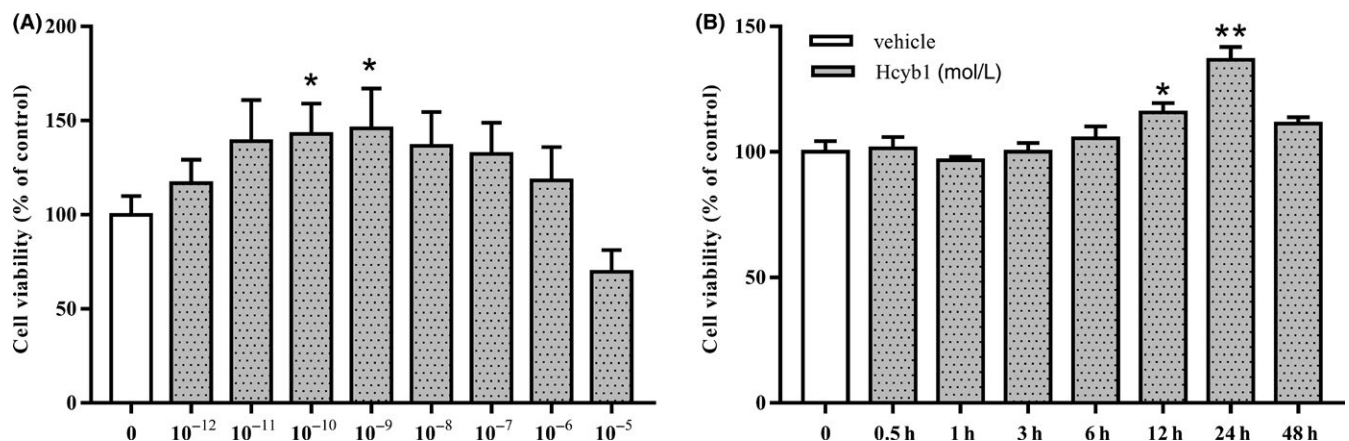 (A)
Cell viability (% of control)
200
150
100
50
0
* *
0 10⁻¹² 10⁻¹¹ 10⁻¹⁰ 10⁻⁹ 10⁻⁸ 10⁻⁷ 10⁻⁶ 10⁻⁵
(B)
Cell viability (% of control)
150
100
50
0
vehicle
Hcyb1 (mol/L)
**
*
0 0.5 h 1 h 3 h 6 h 12 h 24 h 48 h